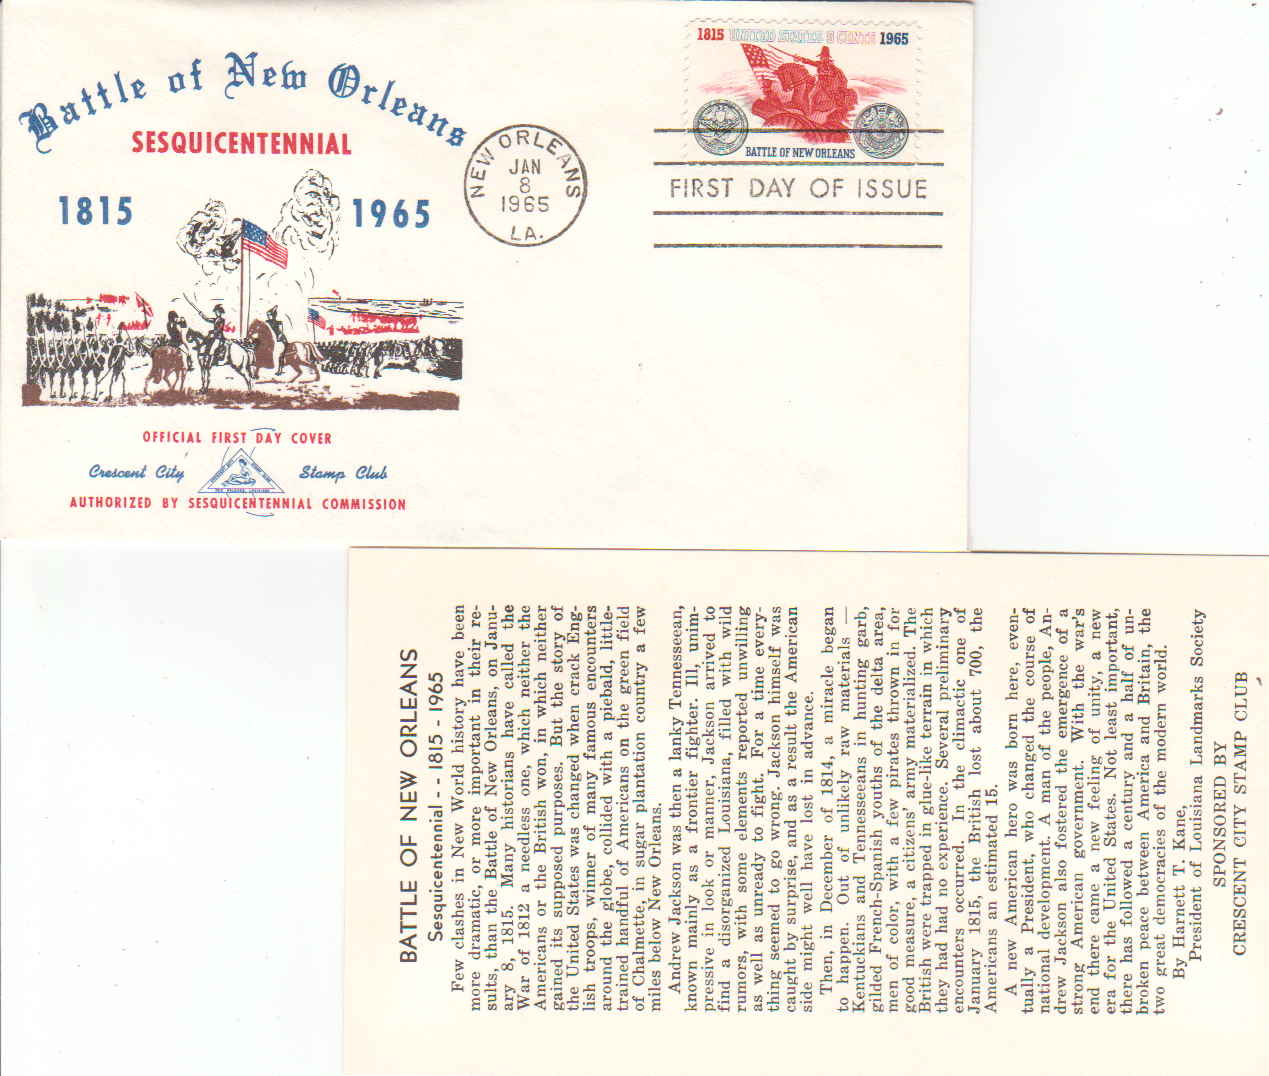 Battle of New Orleans
SESQUICENTENNIAL
1815 1965
OFFICIAL FIRST DAY COVER
Crescent City Stamp Club
AUTHORIZED BY SESQUICENTENNIAL COMMISSION
NEW ORLEANS
JAN
8
1965
LA.
1815 UNITED STATES 5 CENTS 1965
BATTLE OF NEW ORLEANS
FIRST DAY OF ISSUE
BATTLE OF NEW ORLEANS
Sesquicentennial - - 1815 - 1965
Few clashes in New World history have been
more dramatic, or more important in their re-
sults, than the Battle of New Orleans, on Janu-
ary 8, 1815. Many historians have called the
War of 1812 a needless one, which neither the
Americans or the British won, in which neither
gained its supposed purposes. But the story of
the United States was changed when crack Eng-
lish troops, winner of many famous encounters
around the globe, collided with a piebald, little-
trained handful of Americans on the green field
of Chalmette, in sugar plantation country a few
miles below New Orleans.
Andrew Jackson was then a lanky Tennesseean,
known mainly as a frontier fighter. Ill, unim-
pressive in look or manner, Jackson arrived to
find a disorganized Louisiana, filled with wild
rumors, with some elements reported unwilling
as well as unready to fight. For a time every-
thing seemed to go wrong. Jackson himself was
caught by surprise, and as a result the American
side might well have lost in advance.
Then, in December of 1814, a miracle began
to happen. Out of unlikely raw materials —
Kentuckians and Tennesseeans in hunting garb,
gilded French-Spanish youths of the delta area,
men of color, with a few pirates thrown in for
good measure, a citizens' army materialized. The
British were trapped in glue-like terrain in which
they had had no experience. Several preliminary
encounters occurred. In the climactic one of
January 1815, the British lost about 700, the
Americans an estimated 15.
A new American hero was born here, even-
tually a President, who changed the course of
national development. A man of the people, An-
drew Jackson also fostered the emergence of a
strong American government. With the war's
end there came a new feeling of unity, a new
era for the United States. Not least important,
there has followed a century and a half of un-
broken peace between America and Britain, the
two great democracies of the modern world.
By Harnett T. Kane,
President of Louisiana Landmarks Society
SPONSORED BY
CRESCENT CITY STAMP CLUB